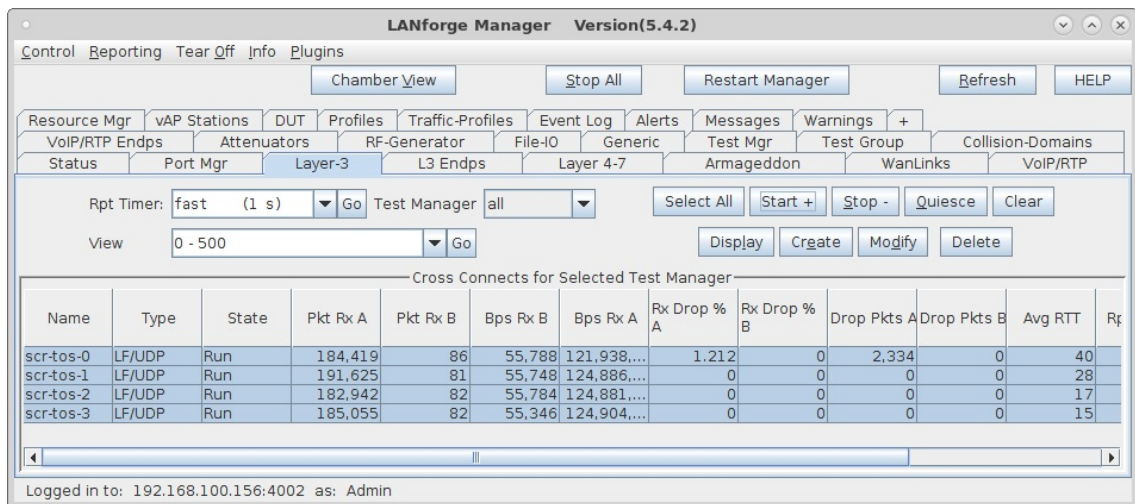 LANforge Manager Version(5.4.2)
Control Reporting Tear Off Info Plugins
Chamber View Stop All Restart Manager Refresh HELP
Resource Mgr vAP Stations DUT Profiles Traffic-Profiles Event Log Alerts Messages Warnings +
VoIP/RTP Endps Attenuators RF-Generator File-IO Generic Test Mgr Test Group Collision-Domains
Status Port Mgr Layer-3 L3 Endps Layer 4-7 Armageddon WanLinks VoIP/RTP
Rpt Timer: fast (1 s) Go Test Manager all Select All Start + Stop - Quiesce Clear
View 0 - 500 Go Display Create Modify Delete
Cross Connects for Selected Test Manager
Name Type State Pkt Rx A Pkt Rx B Bps Rx B Bps Rx A Rx Drop % A Rx Drop % B Drop Pkts A Drop Pkts B Avg RTT Rp
scr-tos-0 LF/UDP Run 184,419 86 55,788 121,938,... 1.212 0 2,334 0 40
scr-tos-1 LF/UDP Run 191,625 81 55,748 124,886,... 0 0 0 0 28
scr-tos-2 LF/UDP Run 182,942 82 55,784 124,881,... 0 0 0 0 17
scr-tos-3 LF/UDP Run 185,055 82 55,346 124,904,... 0 0 0 0 15
Logged in to: 192.168.100.156:4002 as: Admin